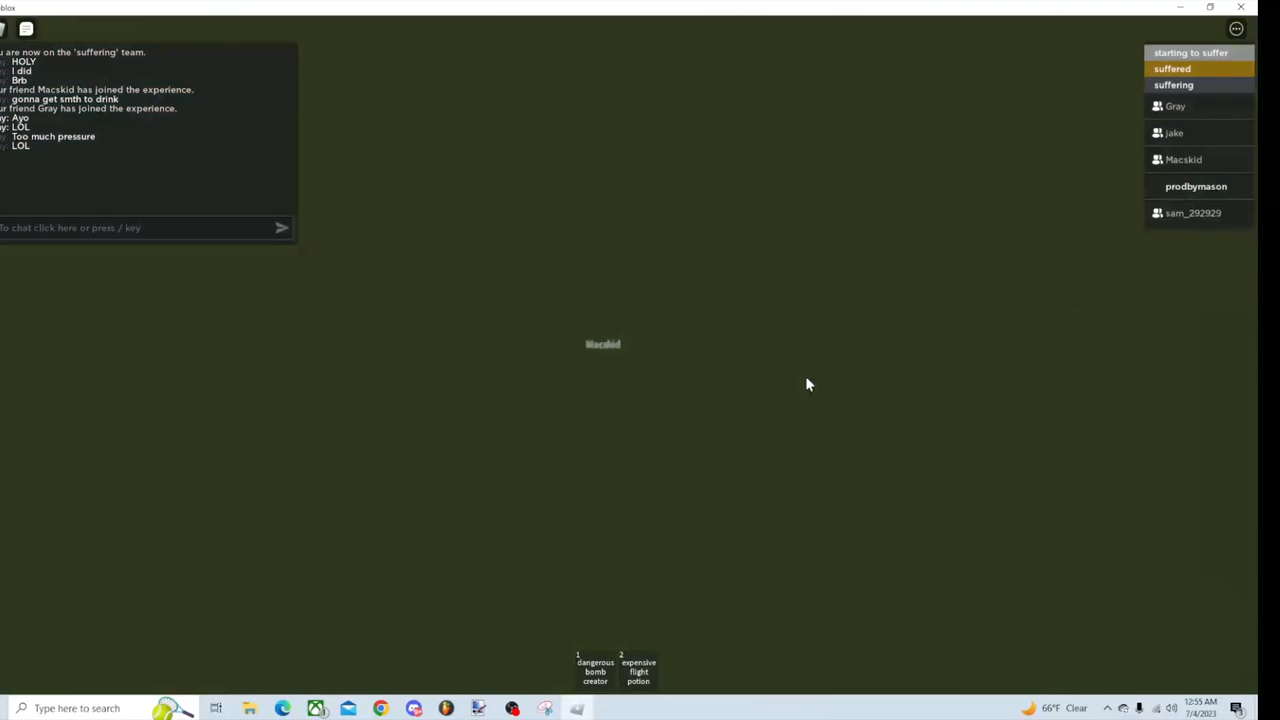 blox
u are now on the 'suffering' team.
y: HOLY
y: I did
y: Brb
ur friend Macskid has joined the experience.
y: gonna get smth to drink
ur friend Gray has joined the experience.
ay: Ayo
ay: LOL
y: Too much pressure
y: LOL
To chat click here or press / key
starting to suffer
suffered
suffering
Gray
jake
Macskid
prodbymason
sam_292929
Macskid
1 dangerous bomb creator
2 expensive flight potion
Type here to search
66°F Clear
12:55 AM
7/4/2023